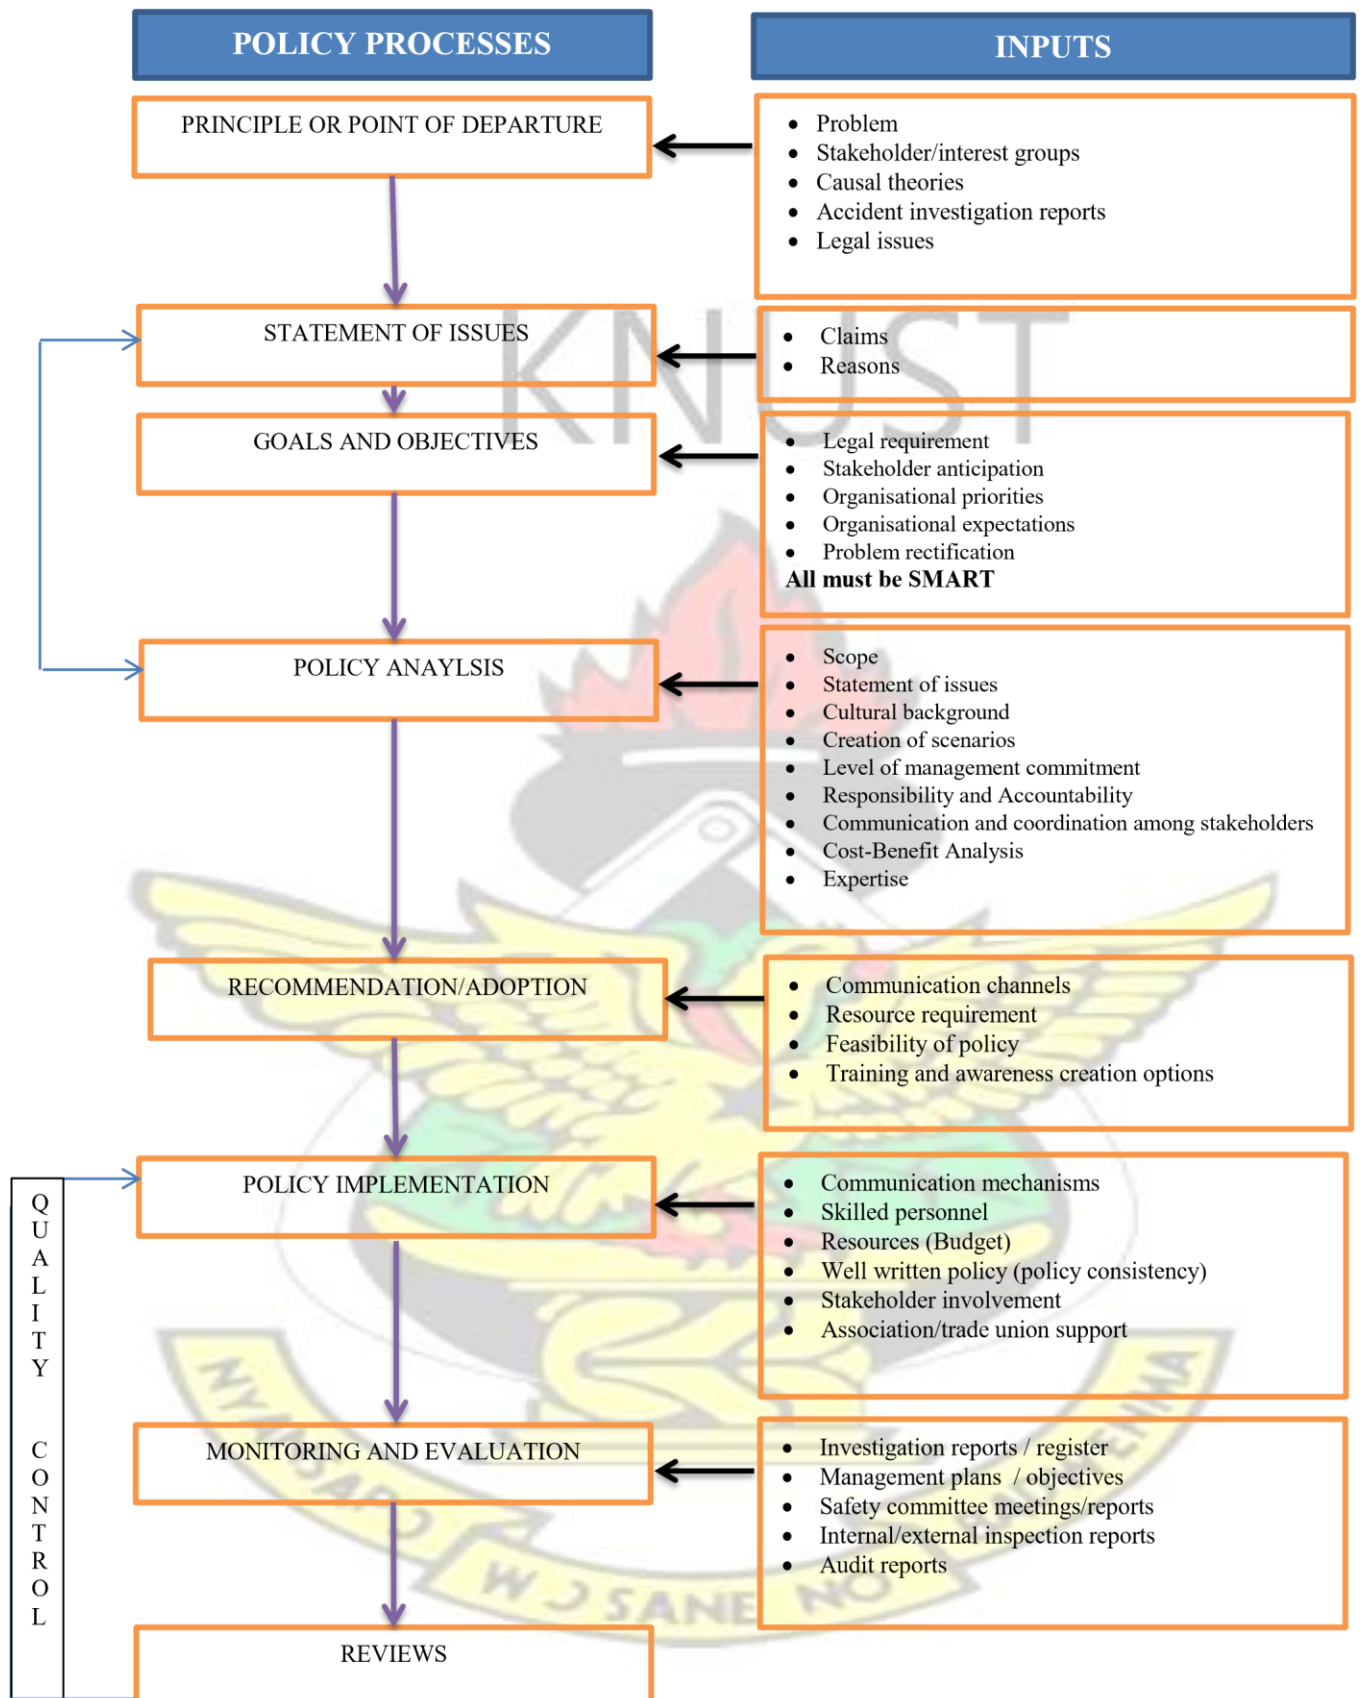 POLICY PROCESSES
INPUTS
PRINCIPLE OR POINT OF DEPARTURE
• Problem
• Stakeholder/interest groups
• Causal theories
• Accident investigation reports
• Legal issues
KNUST
STATEMENT OF ISSUES
• Claims
• Reasons
GOALS AND OBJECTIVES
• Legal requirement
• Stakeholder anticipation
• Organisational priorities
• Organisational expectations
• Problem rectification
All must be SMART
POLICY ANAYLSIS
• Scope
• Statement of issues
• Cultural background
• Creation of scenarios
• Level of management commitment
• Responsibility and Accountability
• Communication and coordination among stakeholders
• Cost-Benefit Analysis
• Expertise
RECOMMENDATION/ADOPTION
• Communication channels
• Resource requirement
• Feasibility of policy
• Training and awareness creation options
QUALITY CONTROL
POLICY IMPLEMENTATION
• Communication mechanisms
• Skilled personnel
• Resources (Budget)
• Well written policy (policy consistency)
• Stakeholder involvement
• Association/trade union support
MONITORING AND EVALUATION
• Investigation reports / register
• Management plans / objectives
• Safety committee meetings/reports
• Internal/external inspection reports
• Audit reports
REVIEWS
W Ɔ SANE NO